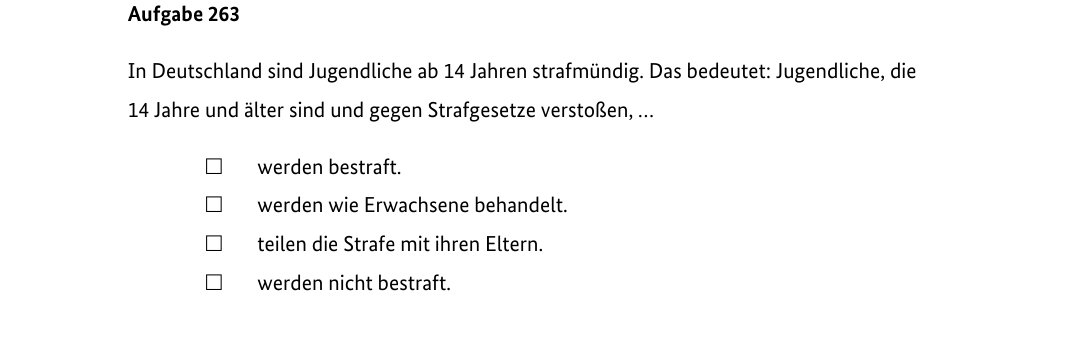 Aufgabe 263
In Deutschland sind Jugendliche ab 14 Jahren strafmündig. Das bedeutet: Jugendliche, die
14 Jahre und älter sind und gegen Strafgesetze verstoßen, …
☐ werden bestraft.
☐ werden wie Erwachsene behandelt.
☐ teilen die Strafe mit ihren Eltern.
☐ werden nicht bestraft.